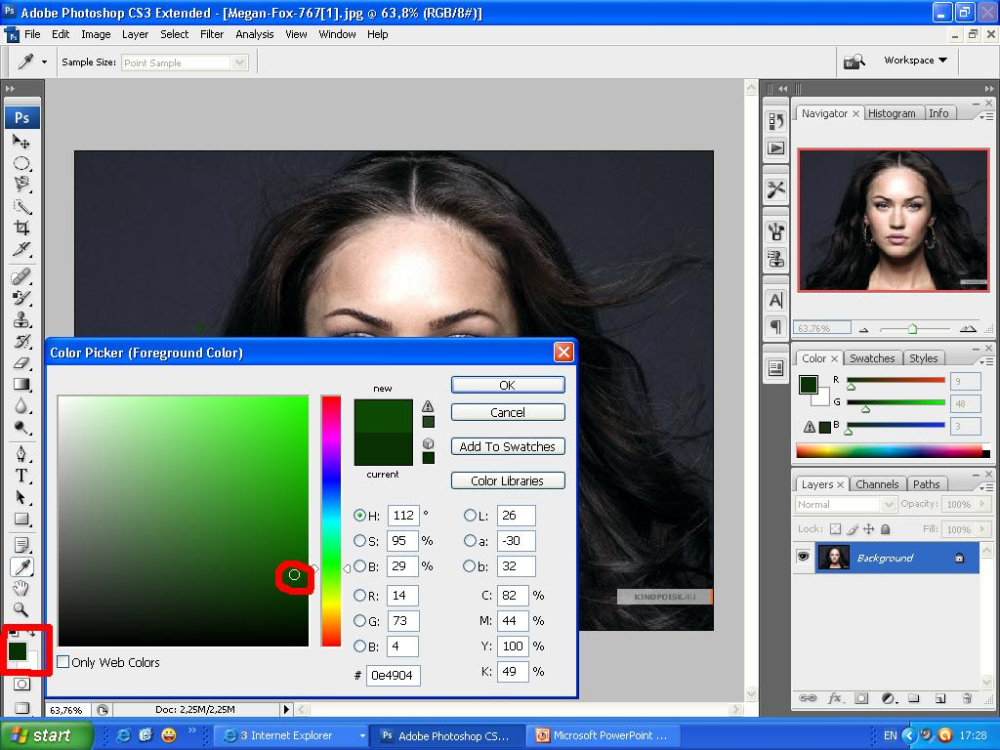 Ps Adobe Photoshop CS3 Extended - [Megan-Fox-767[1].jpg @ 63,8% (RGB/8#)]
File Edit Image Layer Select Filter Analysis View Window Help
Sample Size: Point Sample Br Workspace
Ps
Navigator Histogram Info
63.76%
Color Swatches Styles
R 9
G 48
B 3
Layers Channels Paths
Normal Opacity: 100%
Lock: Fill: 100%
Background
fx
A
T
KINOPOISK.RU
Color Picker (Foreground Color)
new
current
OK
Cancel
Add To Swatches
Color Libraries
H: 112 ° L: 26
S: 95 % a: -30
B: 29 % b: 32
R: 14 C: 82 %
G: 73 M: 44 %
B: 4 Y: 100 %
# 0e4904 K: 49 %
Only Web Colors
63,76% Doc: 2,25M/2,25M
start 3 Internet Explorer Ps Adobe Photoshop CS... Microsoft PowerPoint ... EN 17:28